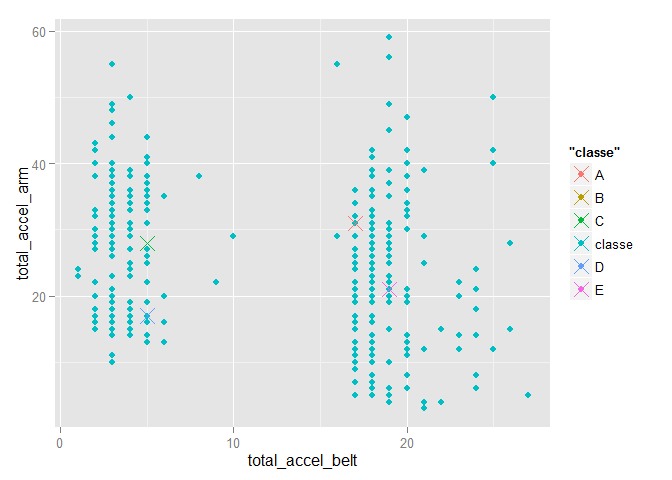 60
40
20
0
10
20
total_accel_belt
total_accel_arm
"classe"
A
B
C
classe
D
E